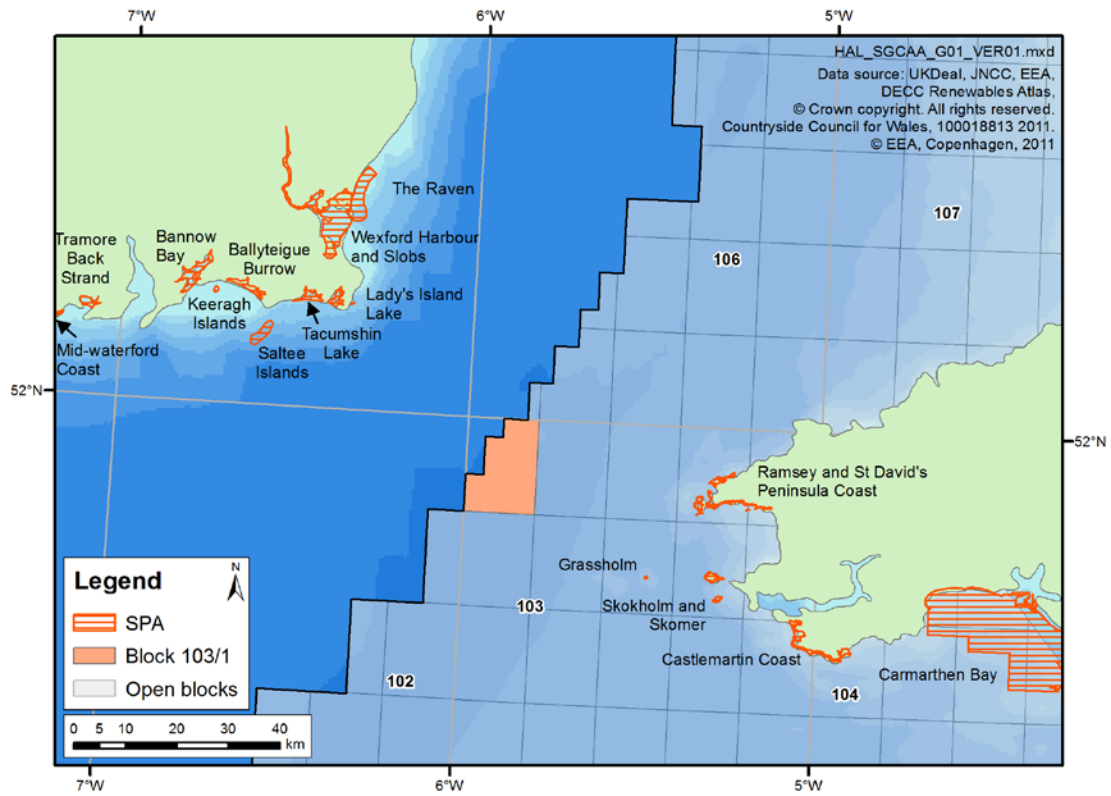 7°W
6°W
5°W
HAL_SGCAA_G01_VER01.mxd
Data source: UKDeal, JNCC, EEA,
DECC Renewables Atlas,
© Crown copyright. All rights reserved.
Countryside Council for Wales, 100018813 2011.
© EEA, Copenhagen, 2011
The Raven
107
Tramore
Back
Strand
Bannow
Bay
Ballyteigue
Burrow
Wexford Harbour
and Slobs
106
Keeragh
Islands
Lady's Island
Lake
Tacumshin
Lake
Mid-waterford
Coast
Saltee
Islands
52°N
52°N
Ramsey and St David's
Peninsula Coast
Grassholm
103
Skokholm and
Skomer
Castlemartin Coast
Carmarthen Bay
102
104
Legend
N
SPA
Block 103/1
Open blocks
0 5 10 20 30 40
km
7°W
6°W
5°W